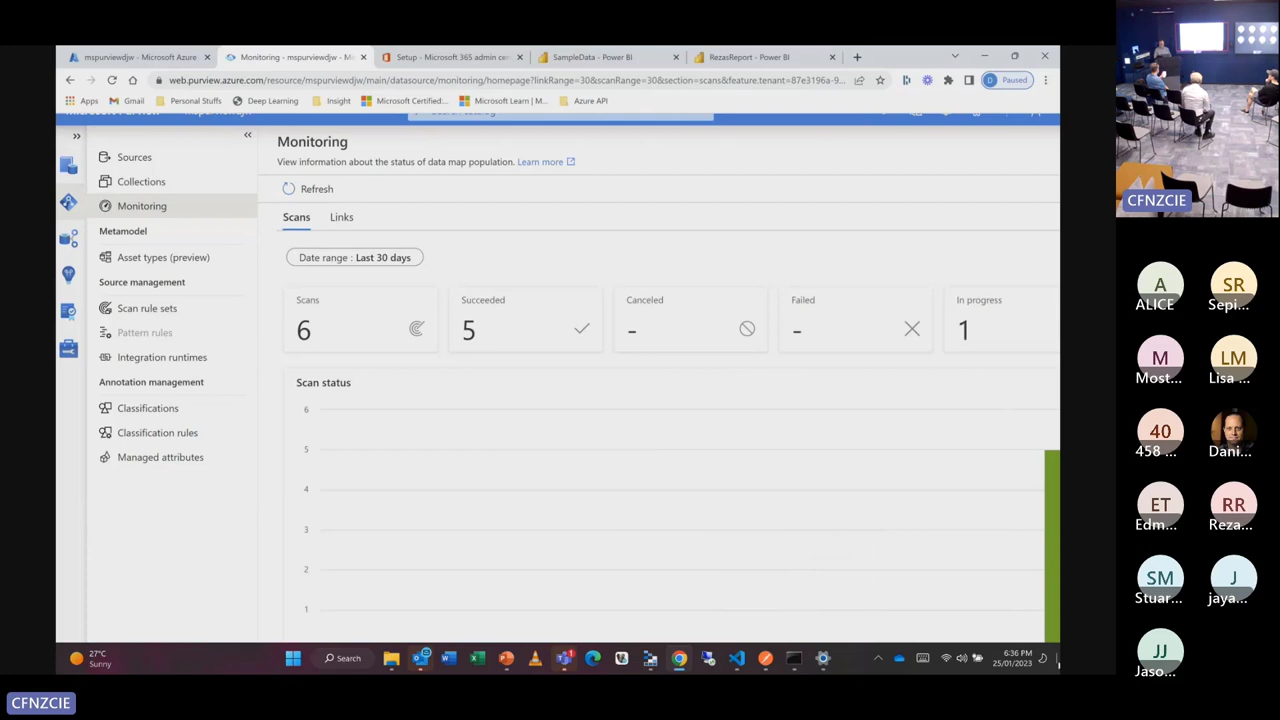 mspurviewdjw - Microsoft Azure
Monitoring - mspurviewdjw - M
Setup - Microsoft 365 admin cen
SampleData - Power BI
RezasReport - Power BI
web.purview.azure.com/resource/mspurviewdjw/main/datasource/monitoring/homepage?linkRange=30&scanRange=30&section=scans&feature.tenant=87e3196a-9...
D Paused
Apps
Gmail
Personal Stuffs
Deep Learning
Insight
Microsoft Certified...
Microsoft Learn | M...
Azure API
Sources
Collections
Monitoring
Metamodel
Asset types (preview)
Source management
Scan rule sets
Pattern rules
Integration runtimes
Annotation management
Classifications
Classification rules
Managed attributes
Monitoring
View information about the status of data map population. Learn more
Refresh
Scans Links
Date range : Last 30 days
Scans
6
Succeeded
5
Canceled
-
Failed
-
In progress
1
Scan status
6
5
4
3
2
1
27°C
Sunny
Search
6:36 PM
25/01/2023
CFNZCIE
CFNZCIE
A
ALICE
SR
Sepi...
M
Most...
LM
Lisa ...
40
458 ...
Dani...
ET
Edm...
RR
Reza...
SM
Stuar...
J
jaya...
JJ
Jaso...